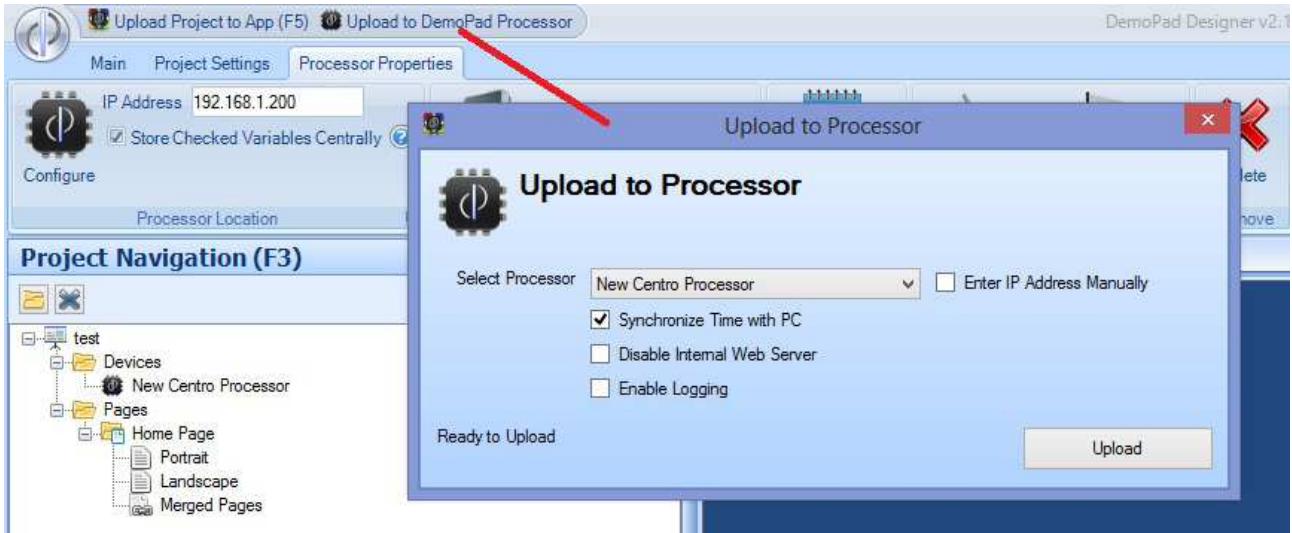 Upload Project to App (F5) Upload to DemoPad Processor
DemoPad Designer v2.1
Main Project Settings Processor Properties
IP Address 192.168.1.200
Store Checked Variables Centrally
Configure
Processor Location
Upload to Processor
Upload to Processor
Select Processor New Centro Processor Enter IP Address Manually
Synchronize Time with PC
Disable Internal Web Server
Enable Logging
Ready to Upload
Upload
lete
nove
Project Navigation (F3)
test
Devices
New Centro Processor
Pages
Home Page
Portrait
Landscape
Merged Pages